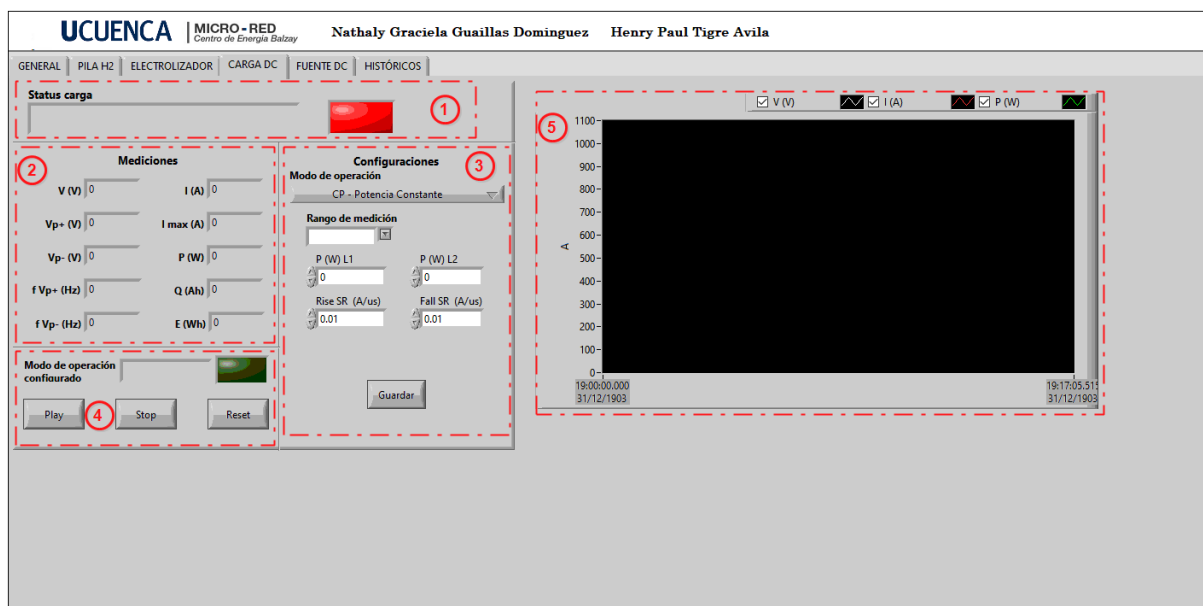 UCUENCA MICRO-RED
Centro de Energía Balzay
Nathaly Graciela Guaillas Dominguez Henry Paul Tigre Avila
GENERAL PILA H2 ELECTROLIZADOR CARGA DC FUENTE DC HISTÓRICOS
Status carga
1
2
Mediciones
V (V) 0 I (A) 0
Vp+ (V) 0 I max (A) 0
Vp- (V) 0 P (W) 0
f Vp+ (Hz) 0 Q (Ah) 0
f Vp- (Hz) 0 E (Wh) 0
Configuraciones
3
Modo de operación
CP - Potencia Constante
Rango de medición
P (W) L1 P (W) L2
0 0
Rise SR (A/us) Fall SR (A/us)
0.01 0.01
Guardar
Modo de operación
configurado
Play 4 Stop Reset
V (V) I (A) P (W)
5
1100
1000
900
800
700
600
500
400
300
200
100
0
A
19:00:00.000 19:17:05.515
31/12/1903 31/12/1903